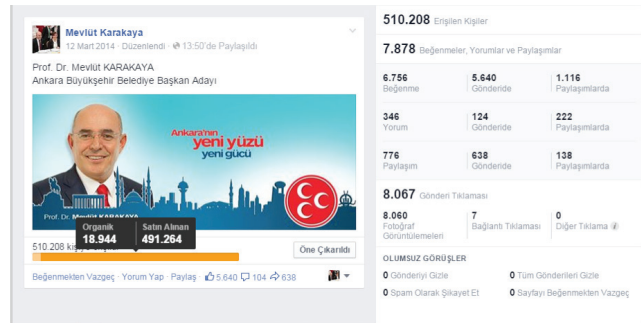 Mevlüt Karakaya
12 Mart 2014 · Düzenlendi · 13:50'de Paylaşıldı
Prof. Dr. Mevlüt KARAKAYA
Ankara Büyükşehir Belediye Başkan Adayı
Ankara'nın
yeni yüzü
yeni gücü
Prof. Dr. Mevlüt KARAKAYA
Organik Satın Alınan
18.944 491.264
510.208
Öne Çıkarıldı
Beğenmekten Vazgeç · Yorum Yap · Paylaş · 5.640 104 638
510.208 Erişilen Kişiler
7.878 Beğenmeler, Yorumlar ve Paylaşımlar
6.756 5.640 1.116
Beğenme Gönderide Paylaşımlarda
346 124 222
Yorum Gönderide Paylaşımlarda
776 638 138
Paylaşım Gönderide Paylaşımlarda
8.067 Gönderi Tıklaması
8.060 7 0
Fotoğraf Bağlantı Tıklaması Diğer Tıklama
Görüntülemeleri
OLUMSUZ GÖRÜŞLER
0 Gönderiyi Gizle 0 Tüm Gönderileri Gizle
0 Spam Olarak Şikayet Et 0 Sayfayı Beğenmekten Vazgeç